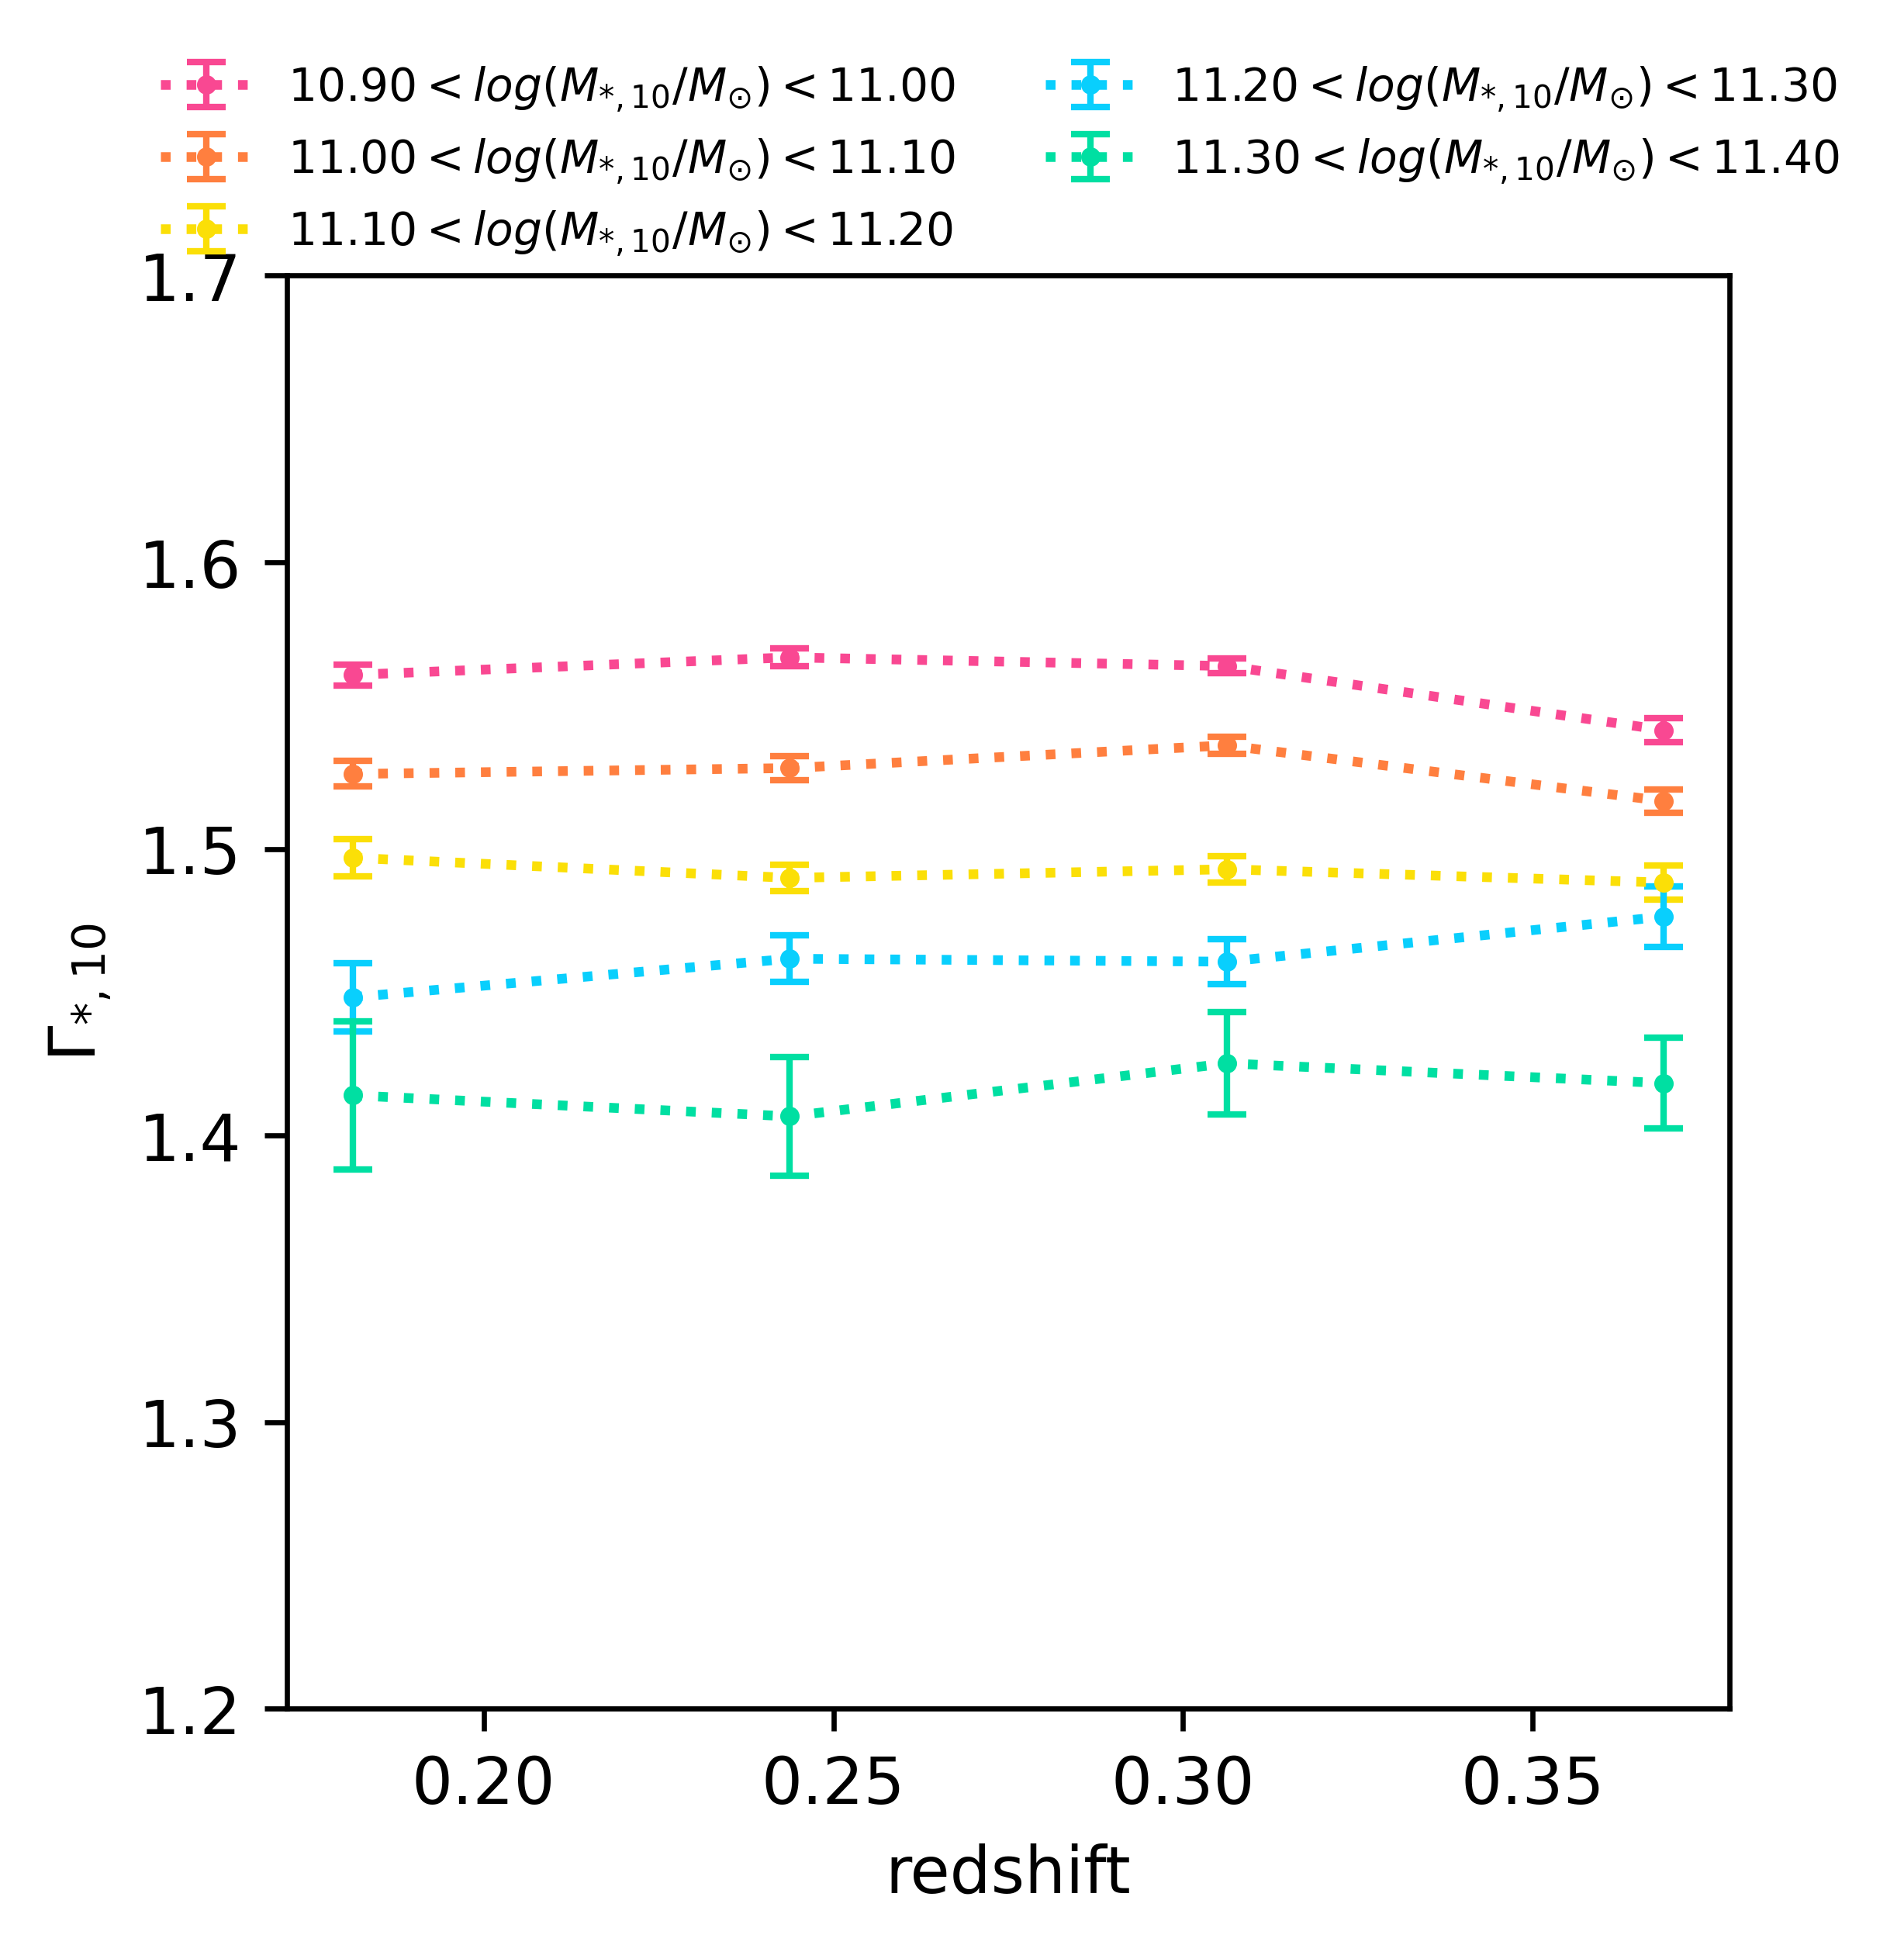 10.90 < log(M*,10/M⊙) < 11.00
11.00 < log(M*,10/M⊙) < 11.10
11.10 < log(M*,10/M⊙) < 11.20
11.20 < log(M*,10/M⊙) < 11.30
11.30 < log(M*,10/M⊙) < 11.40
1.7
1.6
1.5
1.4
1.3
1.2
Γ*,10
0.20 0.25 0.30 0.35
redshift